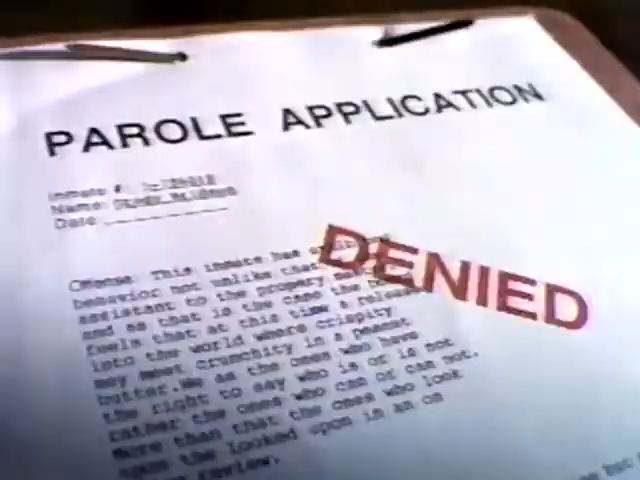 PAROLE APPLICATION
Inmate #:
Name:
Date
DENIED
Offense: This inmate has
behavior not unlike that
assistant to the property
and as that is the case the
feels that at this time a release
into the world where crispity
may meet crunchity in a peanut
butter. We as the ones who have
the right to say who is or is not
rather the ones who can or can not.
More than that the ones who look
upon the looked upon in an on
review.